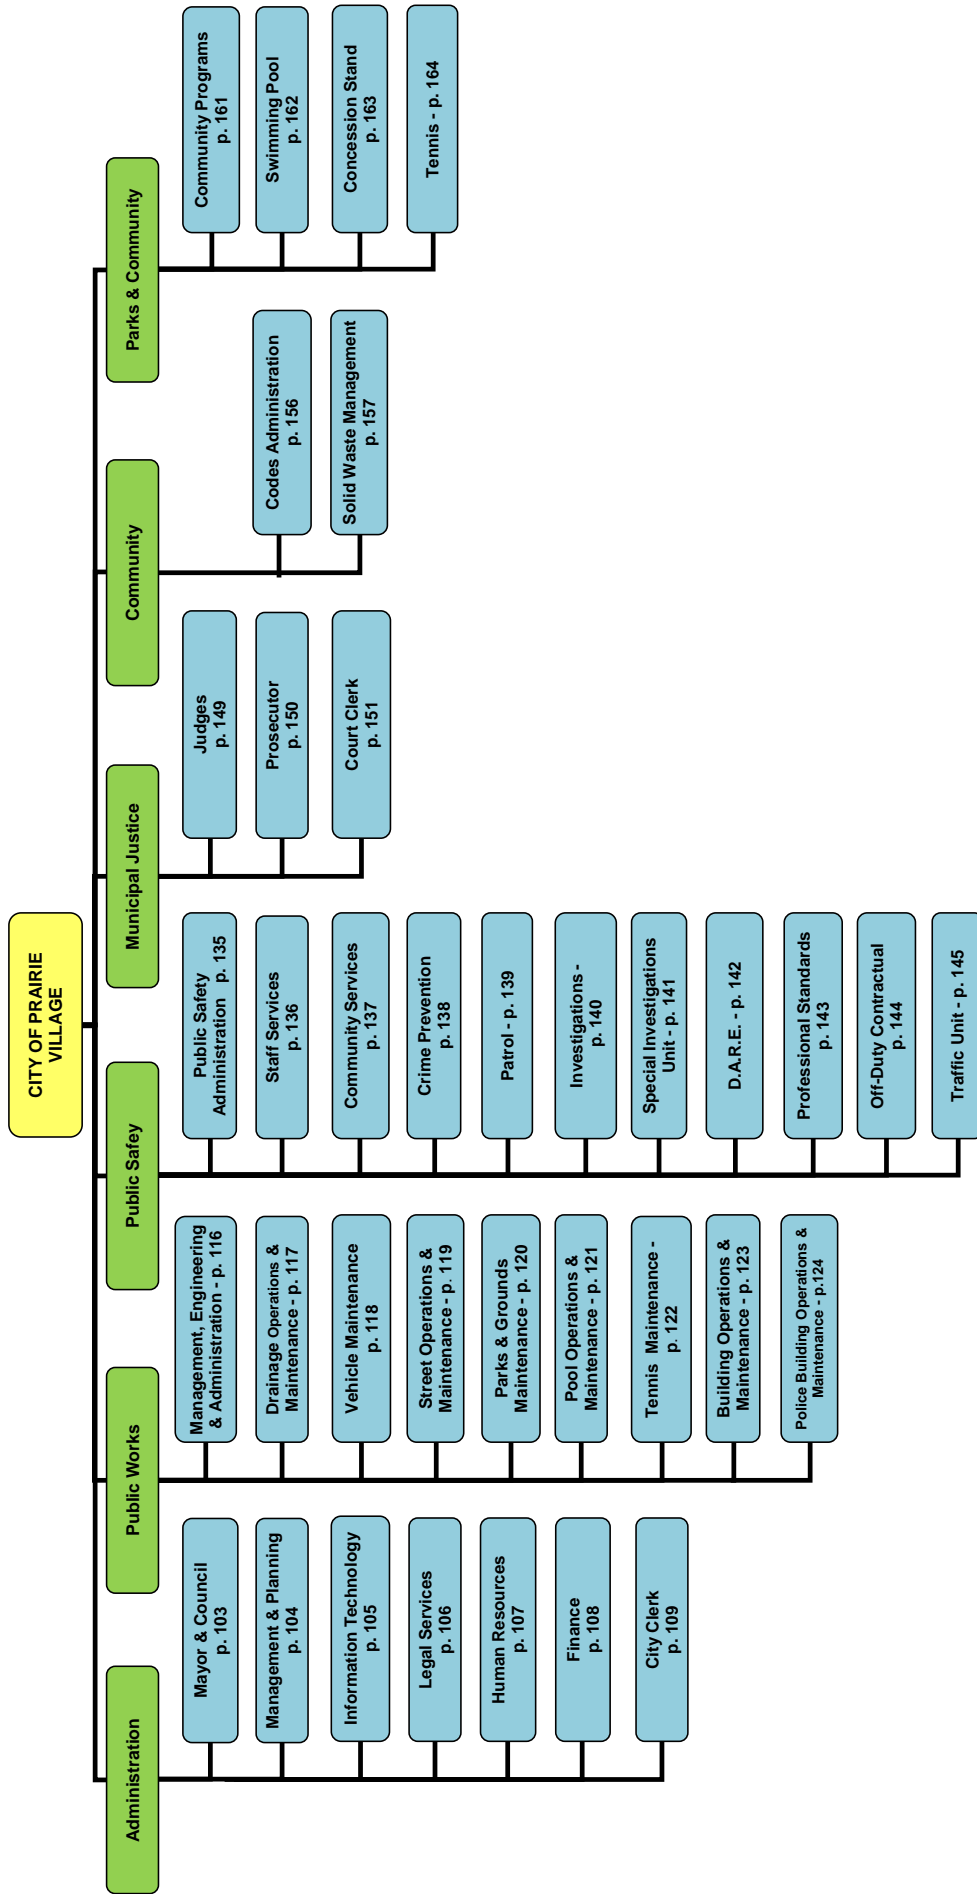 CITY OF PRAIRIE
VILLAGE
Administration
Mayor & Council
p. 103
Management & Planning
p. 104
Information Technology
p. 105
Legal Services
p. 106
Human Resources
p. 107
Finance
p. 108
City Clerk
p. 109
Public Works
Management, Engineering
& Administration - p. 116
Drainage Operations &
Maintenance - p. 117
Vehicle Maintenance
p. 118
Street Operations &
Maintenance - p. 119
Parks & Grounds
Maintenance - p. 120
Pool Operations &
Maintenance - p. 121
Tennis Maintenance -
p. 122
Building Operations &
Maintenance - p. 123
Police Building Operations &
Maintenance - p.124
Public Safey
Public Safety
Administration p. 135
Staff Services
p. 136
Community Services
p. 137
Crime Prevention
p. 138
Patrol - p. 139
Investigations -
p. 140
Special Investigations
Unit - p. 141
D.A.R.E. - p. 142
Professional Standards
p. 143
Off-Duty Contractual
p. 144
Traffic Unit - p. 145
Municipal Justice
Judges
p. 149
Prosecutor
p. 150
Court Clerk
p. 151
Community
Codes Administration
p. 156
Solid Waste Management
p. 157
Parks & Community
Community Programs
p. 161
Swimming Pool
p. 162
Concession Stand
p. 163
Tennis - p. 164